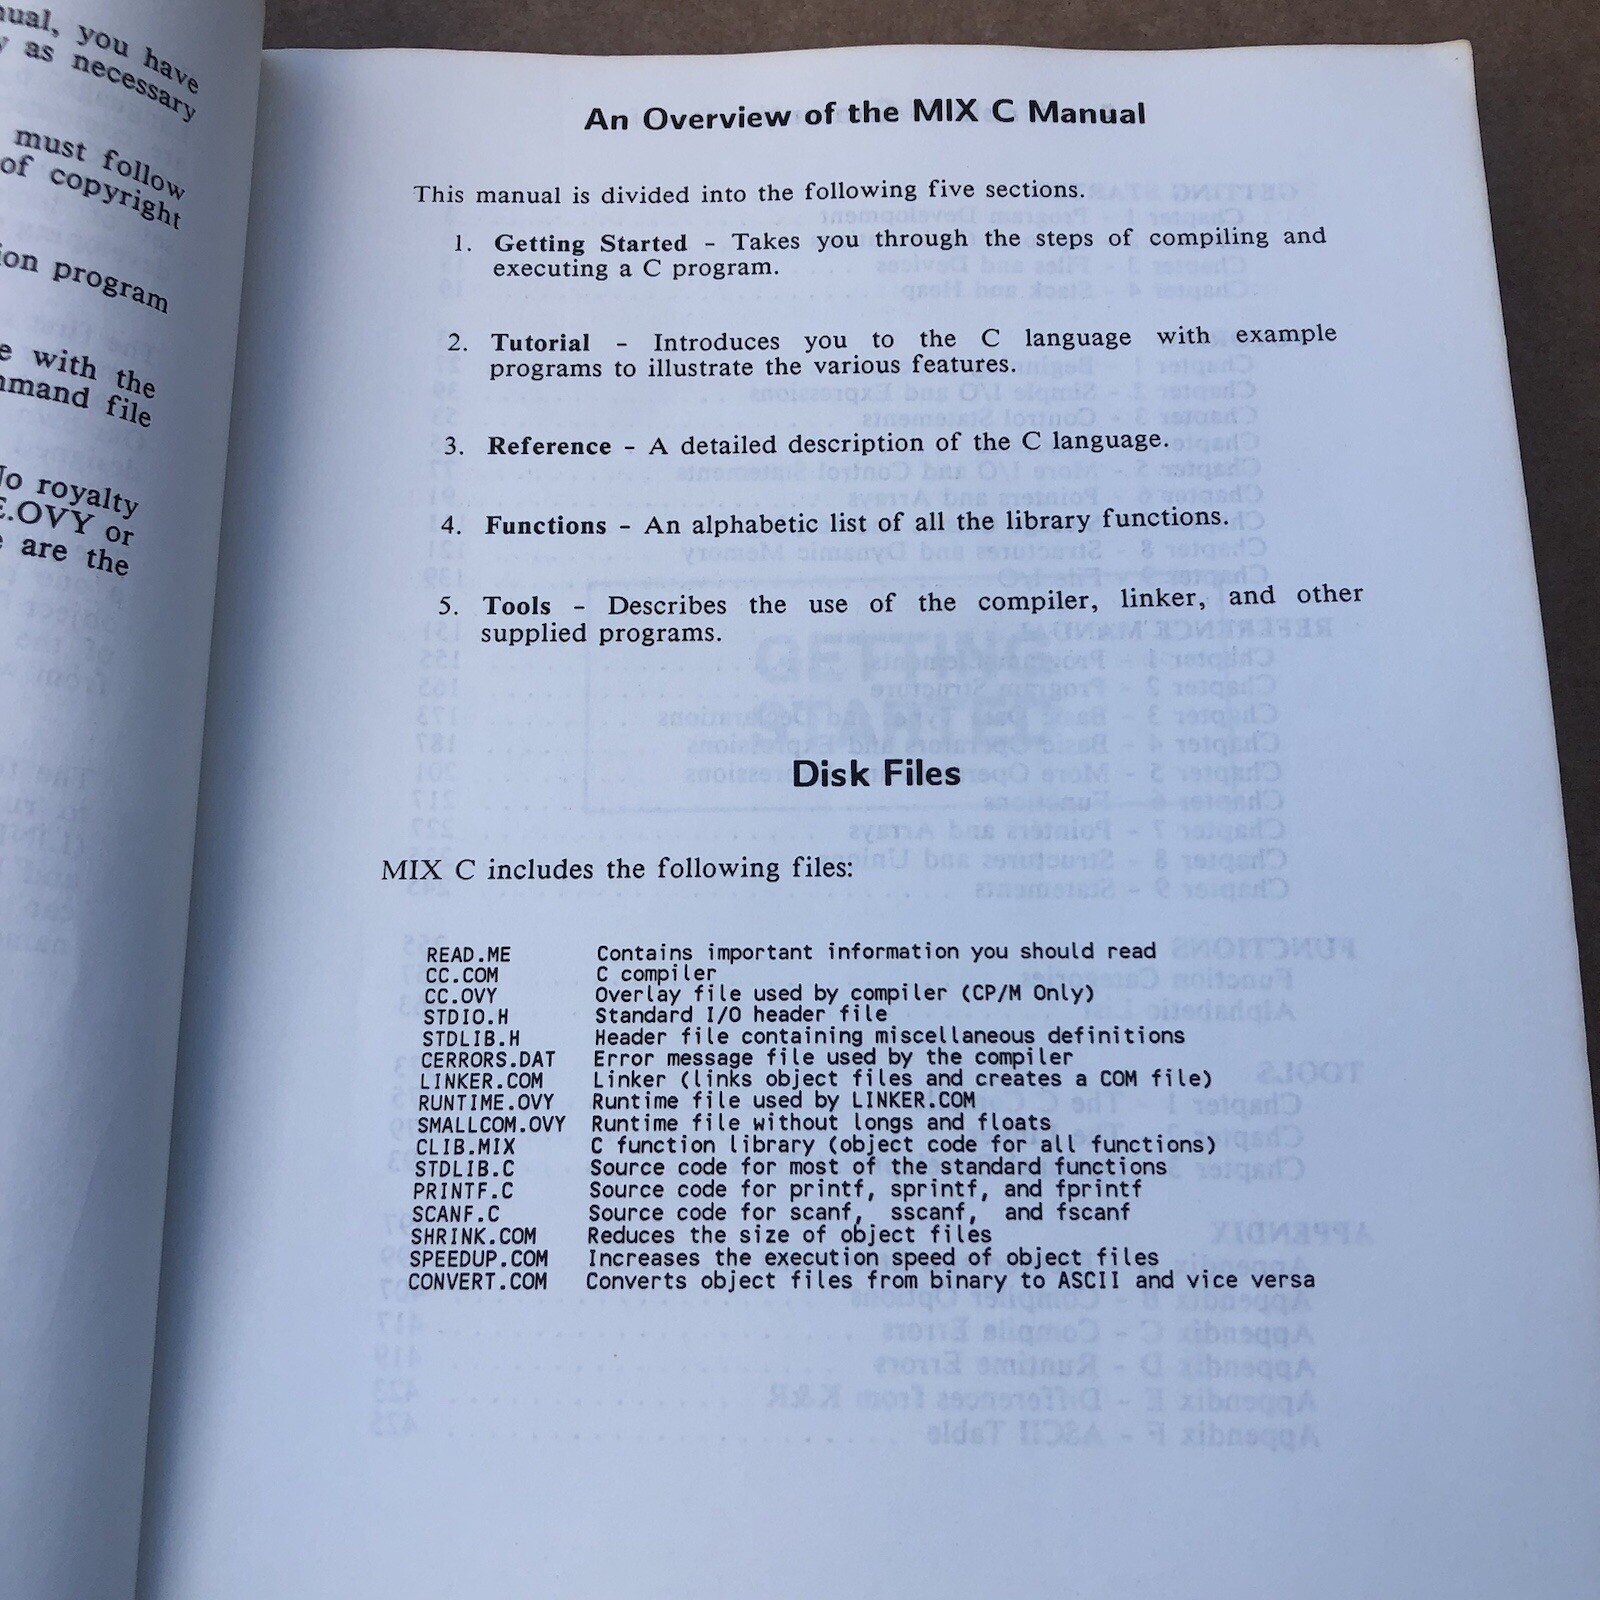 nual, you have
y as necessary
must follow
of copyright
ion program
e with the
mmand file
No royalty
E.OVY or
e are the
An Overview of the MIX C Manual
This manual is divided into the following five sections.
1. Getting Started - Takes you through the steps of compiling and
executing a C program.
2. Tutorial - Introduces you to the C language with example
programs to illustrate the various features.
3. Reference - A detailed description of the C language.
4. Functions - An alphabetic list of all the library functions.
5. Tools - Describes the use of the compiler, linker, and other
supplied programs.
Disk Files
MIX C includes the following files:
READ.ME Contains important information you should read
CC.COM C compiler
CC.OVY Overlay file used by compiler (CP/M Only)
STDIO.H Standard I/O header file
STDLIB.H Header file containing miscellaneous definitions
CERRORS.DAT Error message file used by the compiler
LINKER.COM Linker (links object files and creates a COM file)
RUNTIME.OVY Runtime file used by LINKER.COM
SMALLCOM.OVY Runtime file without longs and floats
CLIB.MIX C function library (object code for all functions)
STDLIB.C Source code for most of the standard functions
PRINTF.C Source code for printf, sprintf, and fprintf
SCANF.C Source code for scanf, sscanf, and fscanf
SHRINK.COM Reduces the size of object files
SPEEDUP.COM Increases the execution speed of object files
CONVERT.COM Converts object files from binary to ASCII and vice versa